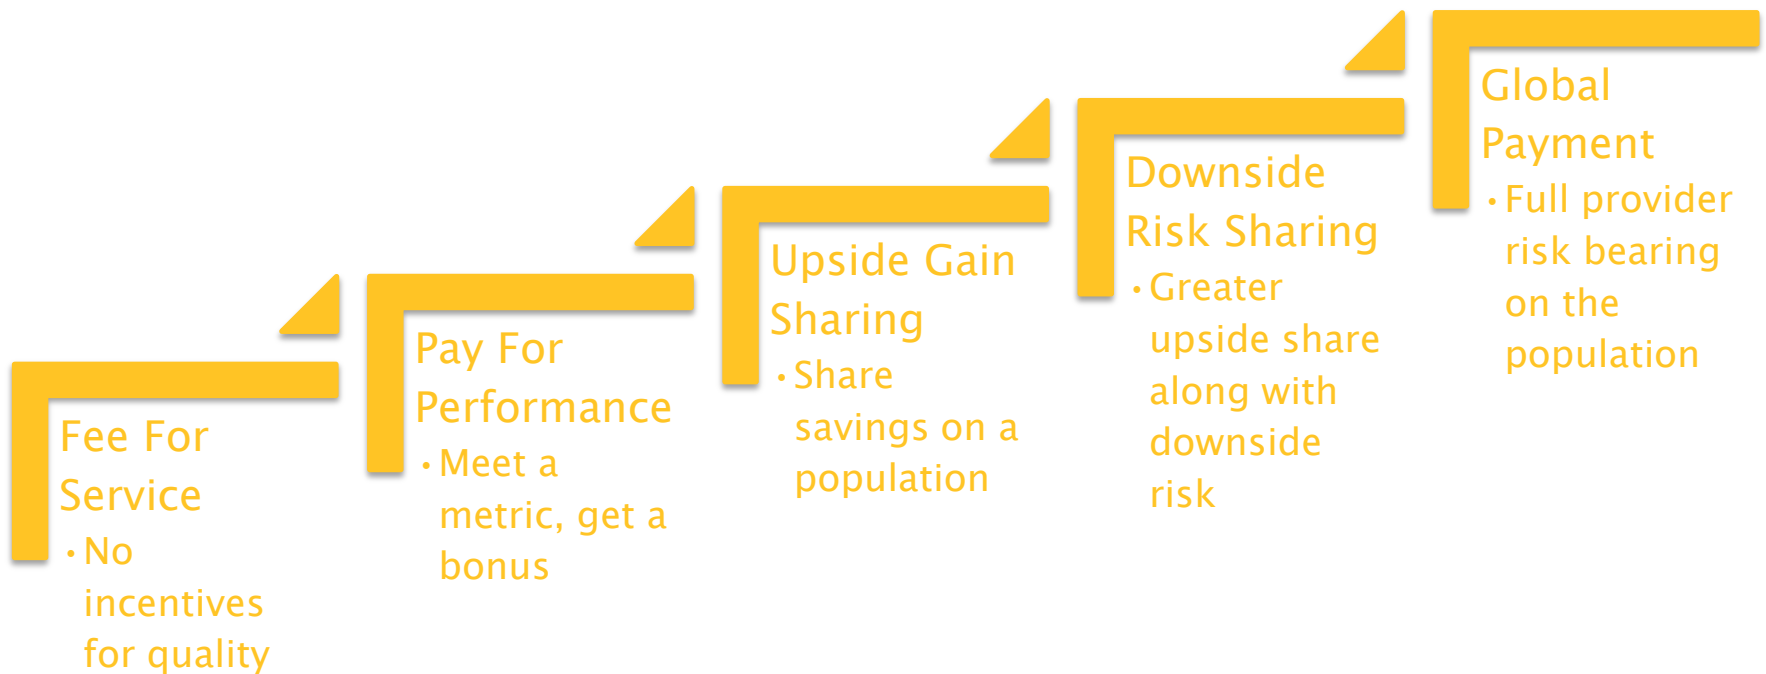 Fee For
Service
•No
incentives
for quality
Pay For
Performance
•Meet a
metric, get a
bonus
Upside Gain
Sharing
•Share
savings on a
population
Downside
Risk Sharing
•Greater
upside share
along with
downside
risk
Global
Payment
•Full provider
risk bearing
on the
population